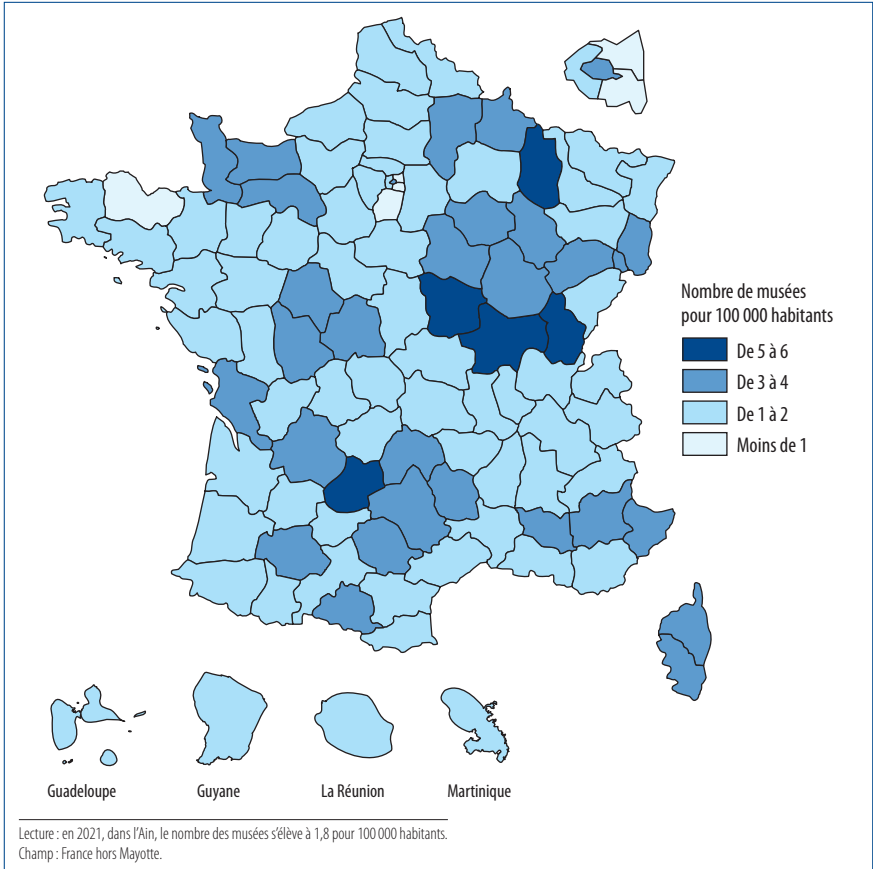 Nombre de musées
pour 100 000 habitants
De 5 à 6
De 3 à 4
De 1 à 2
Moins de 1
Guadeloupe
Guyane
La Réunion
Martinique
Lecture : en 2021, dans l'Ain, le nombre des musées s'élève à 1,8 pour 100 000 habitants.
Champ : France hors Mayotte.